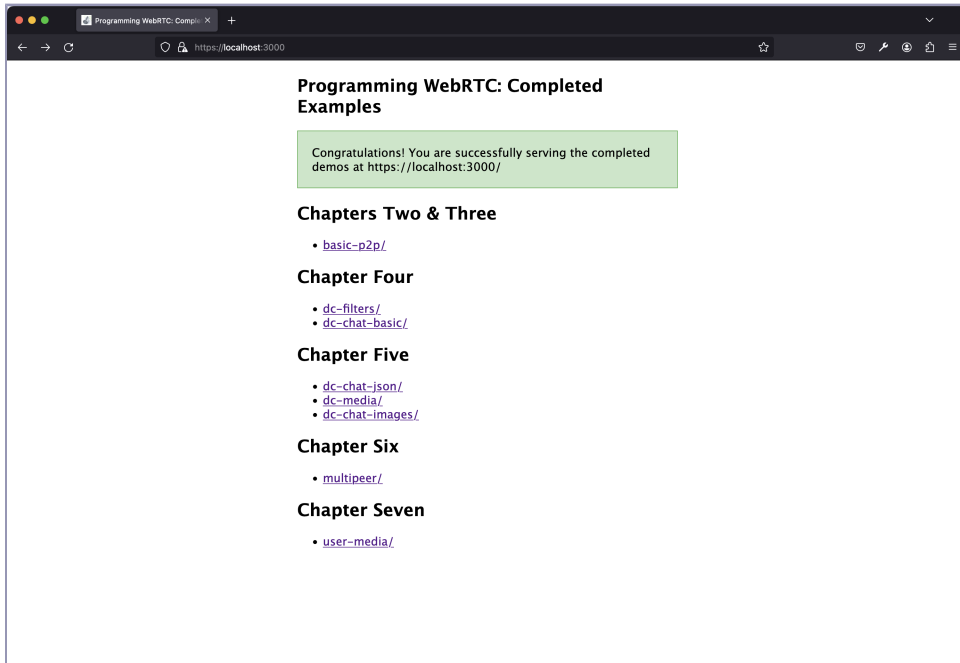 Programming WebRTC: Comple
https://localhost:3000
Programming WebRTC: Completed
Examples
Congratulations! You are successfully serving the completed
demos at https://localhost:3000/
Chapters Two & Three
basic-p2p/
Chapter Four
dc-filters/
dc-chat-basic/
Chapter Five
dc-chat-json/
dc-media/
dc-chat-images/
Chapter Six
multipeer/
Chapter Seven
user-media/